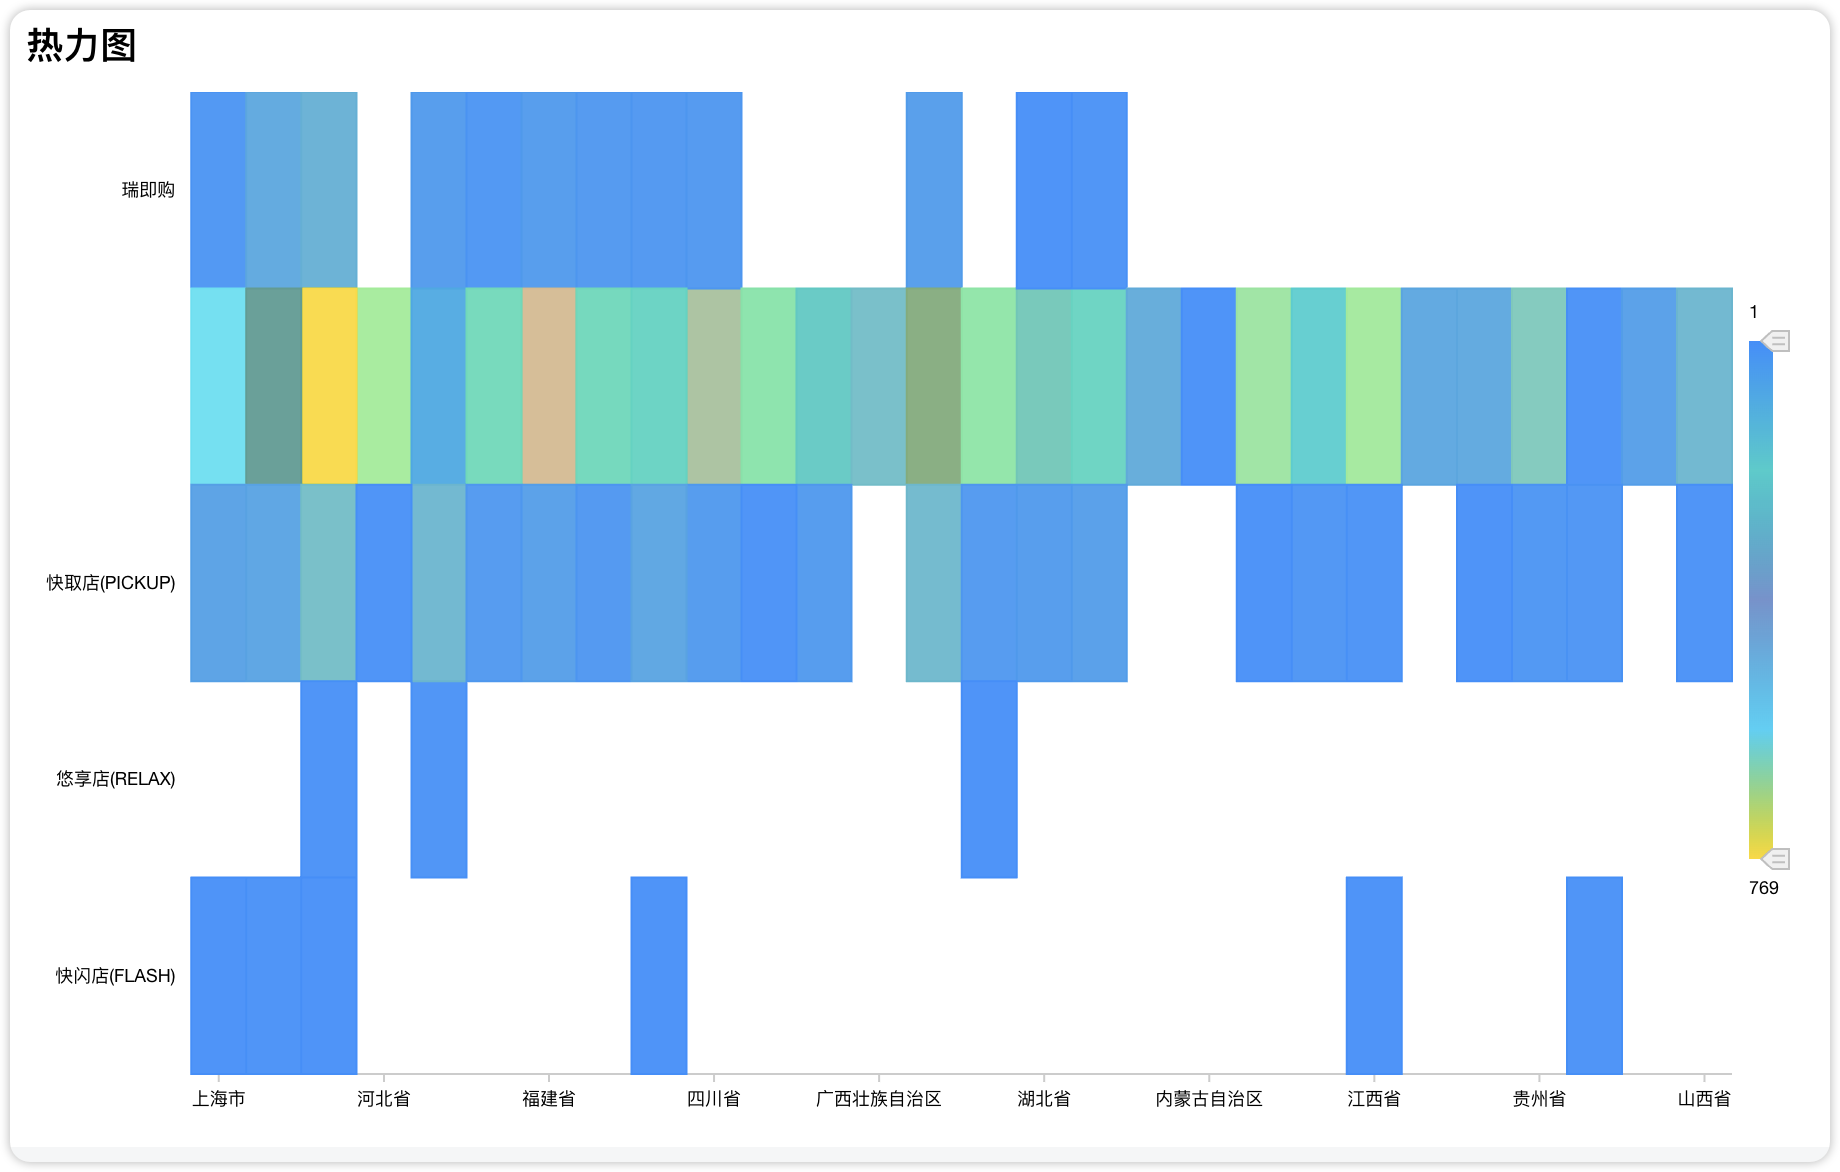 热力图
瑞即购
1
快取店(PICKUP)
悠享店(RELAX)
769
快闪店(FLASH)
上海市 河北省 福建省 四川省 广西壮族自治区 湖北省 内蒙古自治区 江西省 贵州省 山西省